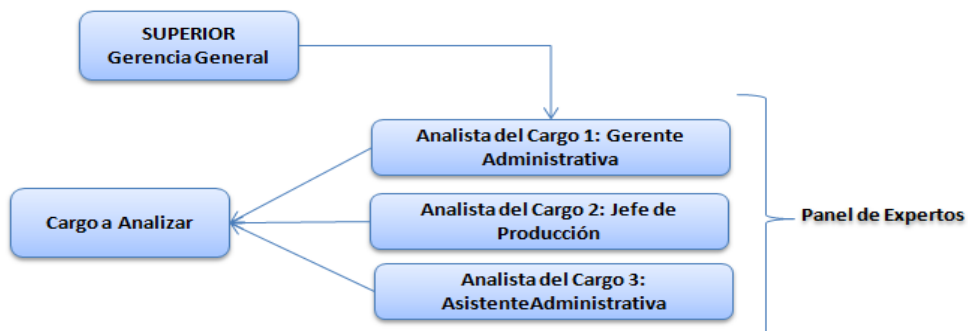 SUPERIOR
Gerencia General
Analista del Cargo 1: Gerente
Administrativa
Cargo a Analizar
Analista del Cargo 2: Jefe de
Producción
Panel de Expertos
Analista del Cargo 3:
AsistenteAdministrativa